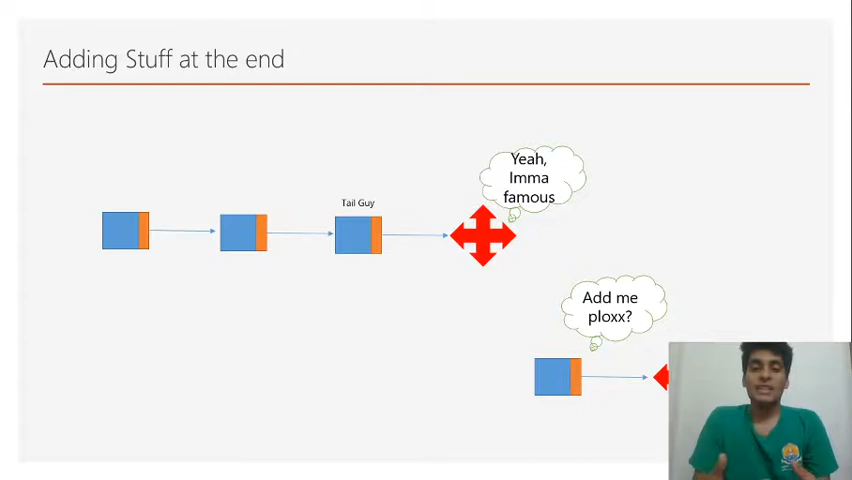 Adding Stuff at the end
Yeah,
Imma
famous
Tail Guy
Add me
ploxx?